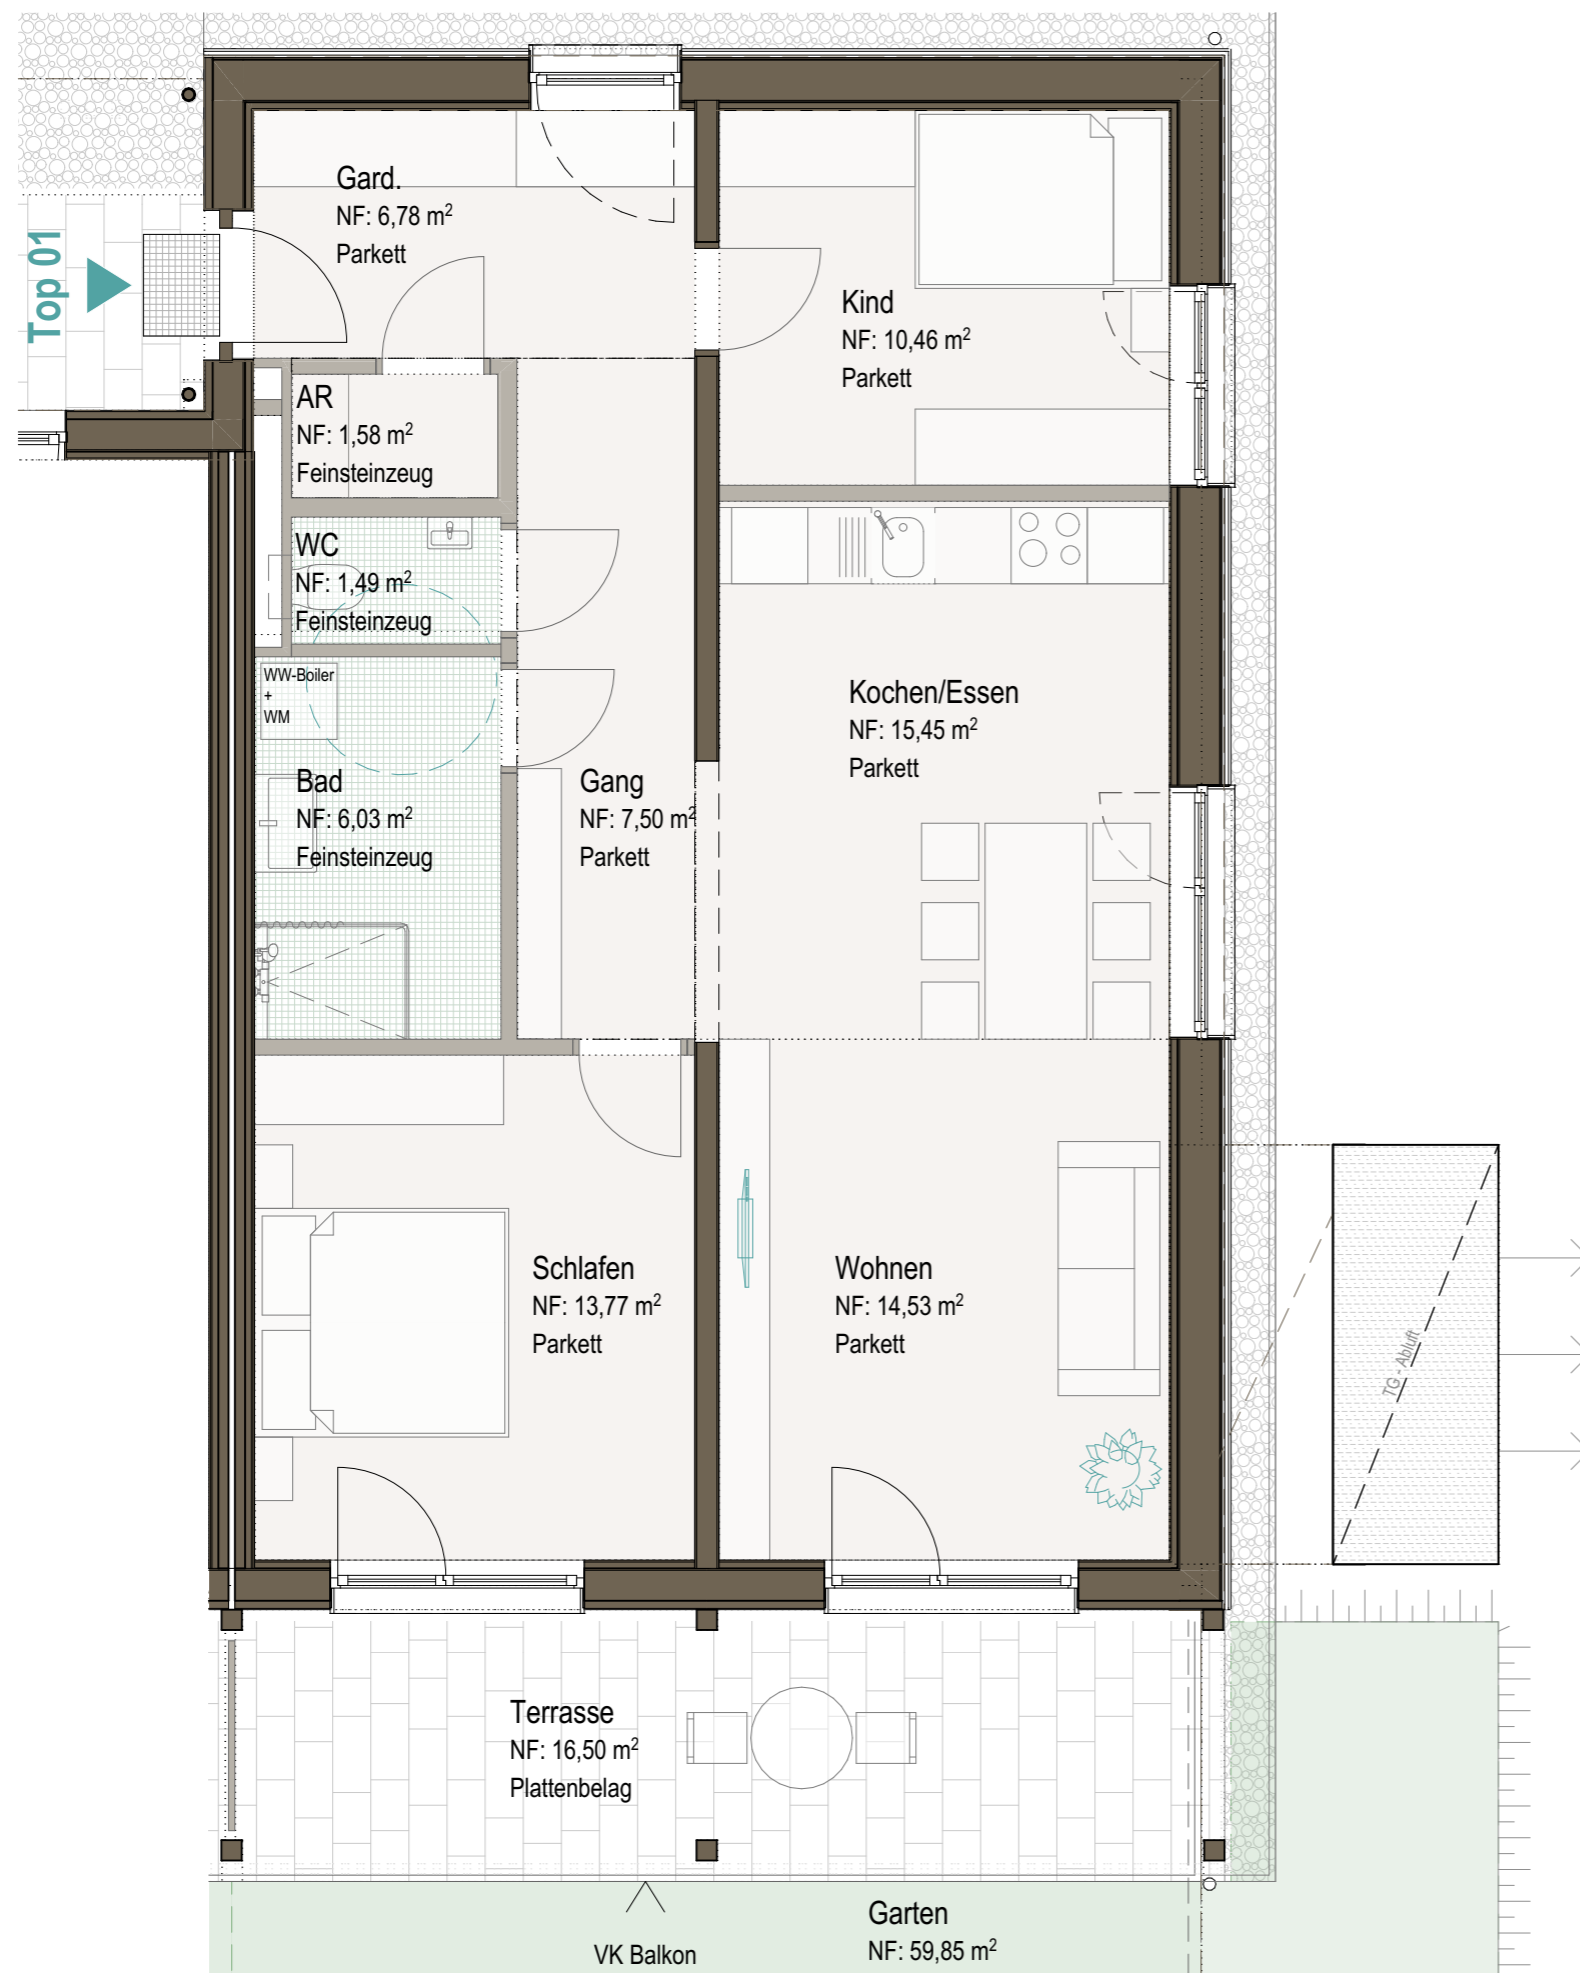 Top 01
Gard.
NF: 6,78 m²
Parkett
Kind
NF: 10,46 m²
Parkett
AR
NF: 1,58 m²
Feinsteinzeug
WC
NF: 1,49 m²
Feinsteinzeug
WW-Boiler
+
WM
Bad
NF: 6,03 m²
Feinsteinzeug
Gang
NF: 7,50 m²
Parkett
Kochen/Essen
NF: 15,45 m²
Parkett
Schlafen
NF: 13,77 m²
Parkett
Wohnen
NF: 14,53 m²
Parkett
TG - Abluft
Terrasse
NF: 16,50 m²
Plattenbelag
VK Balkon
Garten
NF: 59,85 m²